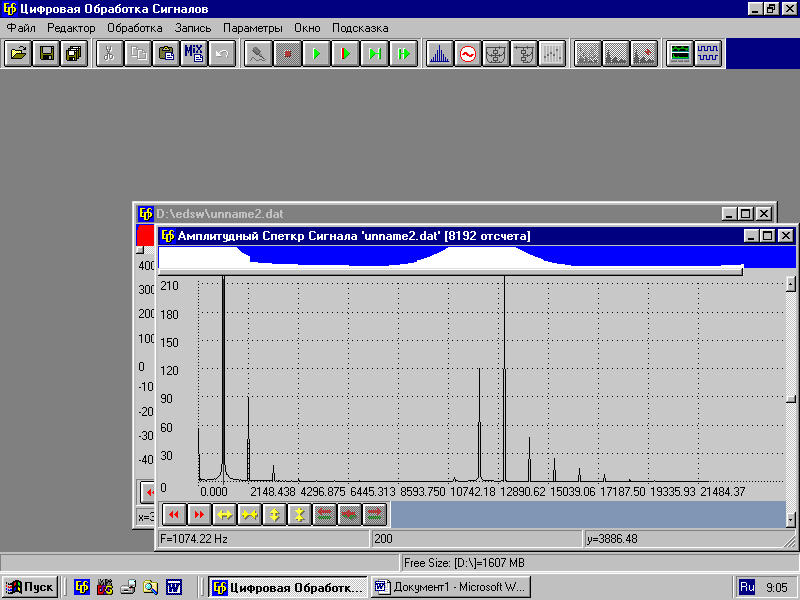 Цифровая Обработка Сигналов
Файл Редактор Обработка Запись Параметры Окно Подсказка
MiX
D:\edsw\unname2.dat
Амплитудный Спеткр Сигнала 'unname2.dat' [8192 отсчета]
400
300
200
100
0
-10
-20
-30
-40
210
180
150
120
90
60
30
0
0.000 2148.438 4296.875 6445.313 8593.750 10742.18 12890.62 15039.06 17187.50 19335.93 21484.37
F=1074.22 Hz 200 y=3886.48
Free Size: [D:\]=1607 MB
Пуск Цифровая Обработк... Документ1 - Microsoft W... Ru 9:05